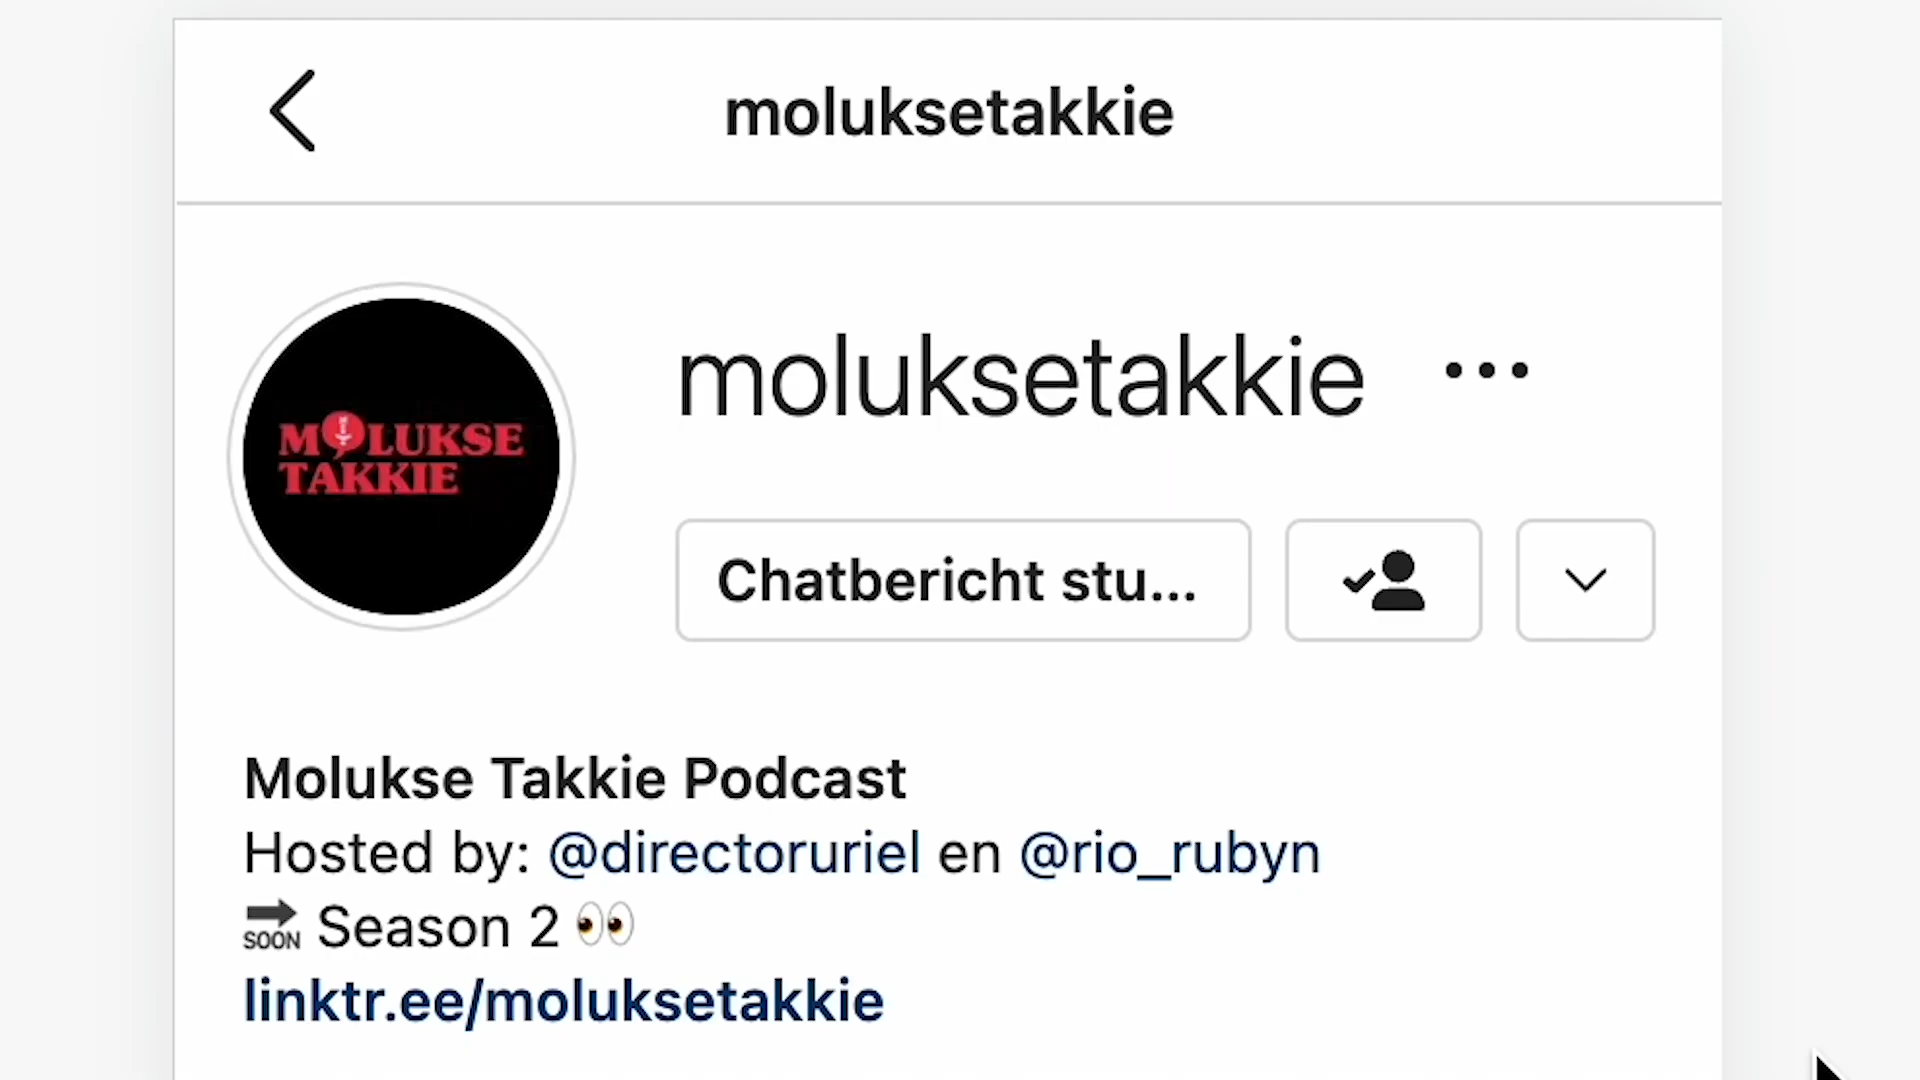 moluksetakkie
MOLUKSE
TAKKIE
moluksetakkie ...
Chatbericht stu...
Molukse Takkie Podcast
Hosted by: @directoruriel en @rio_rubyn
🔜 Season 2 👀
linktr.ee/moluksetakkie